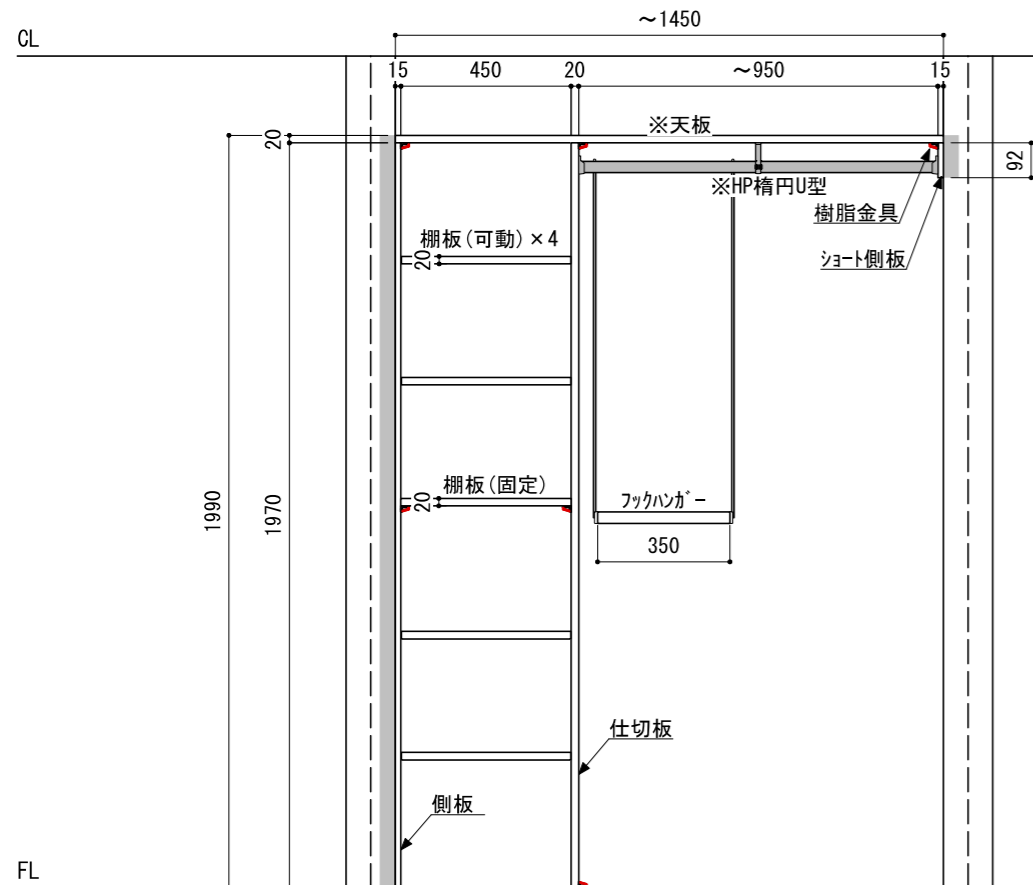 ～1450
CL
15
450
20
～950
15
※天板
20
92
※HP楕円U型
樹脂金具
ｼｮｰﾄ側板
棚板(可動)×4
20
棚板(固定)
20
ﾌｯｸﾊﾝｶﾞｰ
350
1990
1970
仕切板
側板
FL